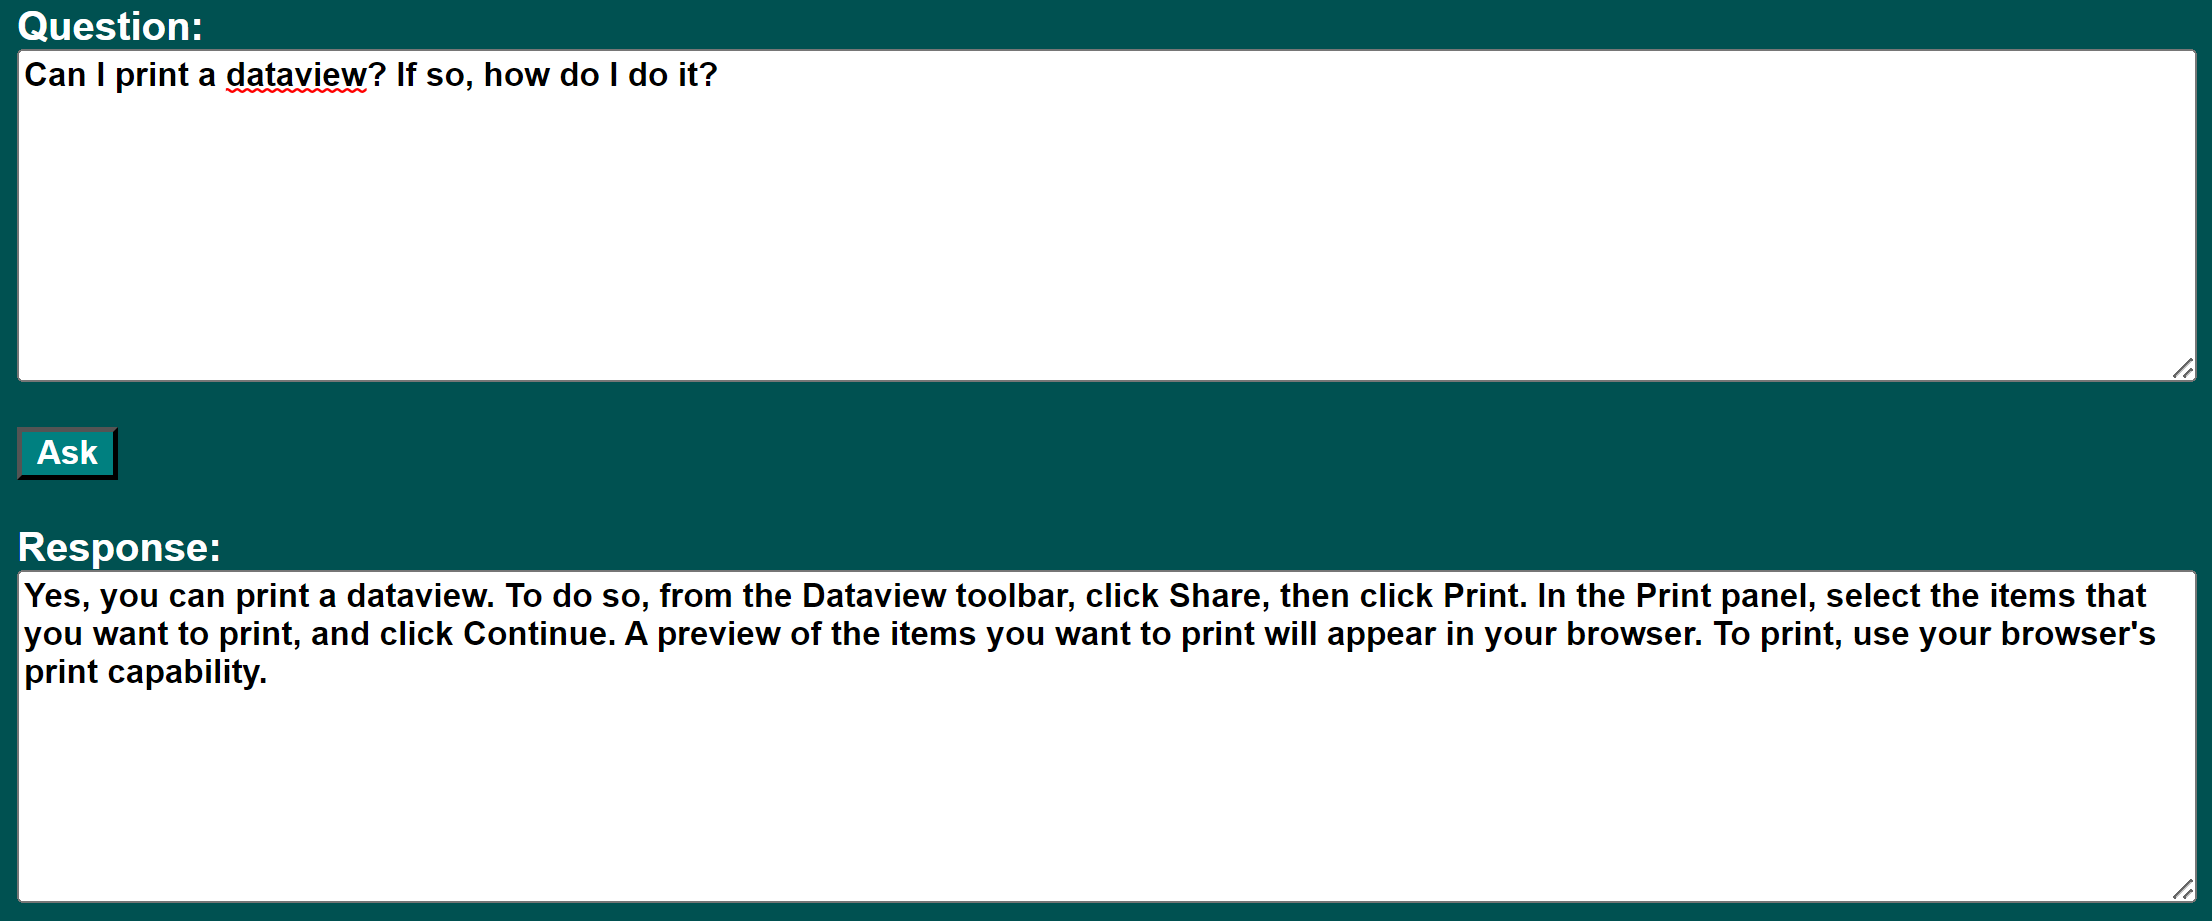 Question:
Can I print a dataview? If so, how do I do it?
Ask
Response:
Yes, you can print a dataview. To do so, from the Dataview toolbar, click Share, then click Print. In the Print panel, select the items that
you want to print, and click Continue. A preview of the items you want to print will appear in your browser. To print, use your browser's
print capability.